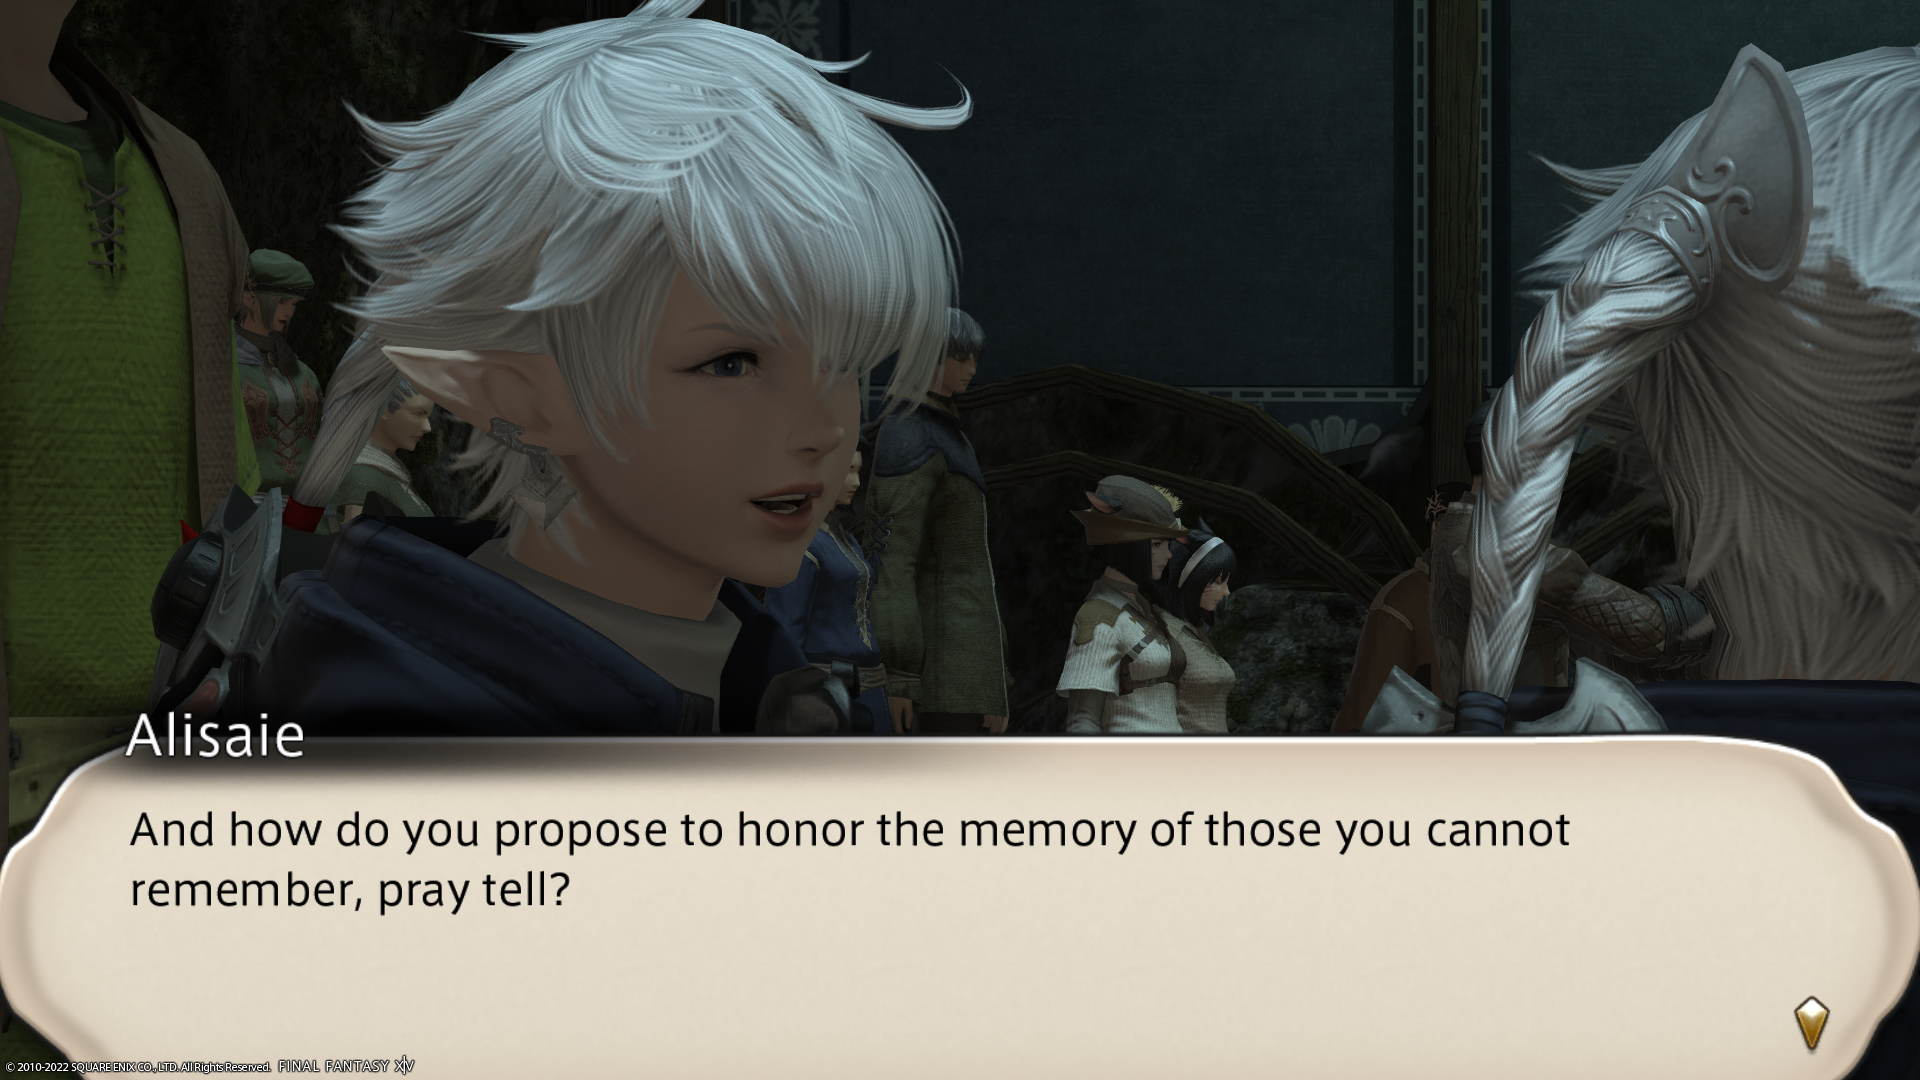 Alisaie
And how do you propose to honor the memory of those you cannot
remember, pray tell?
© 2010-2022 SQUARE ENIX CO., LTD. All Rights Reserved. FINAL FANTASY XIV